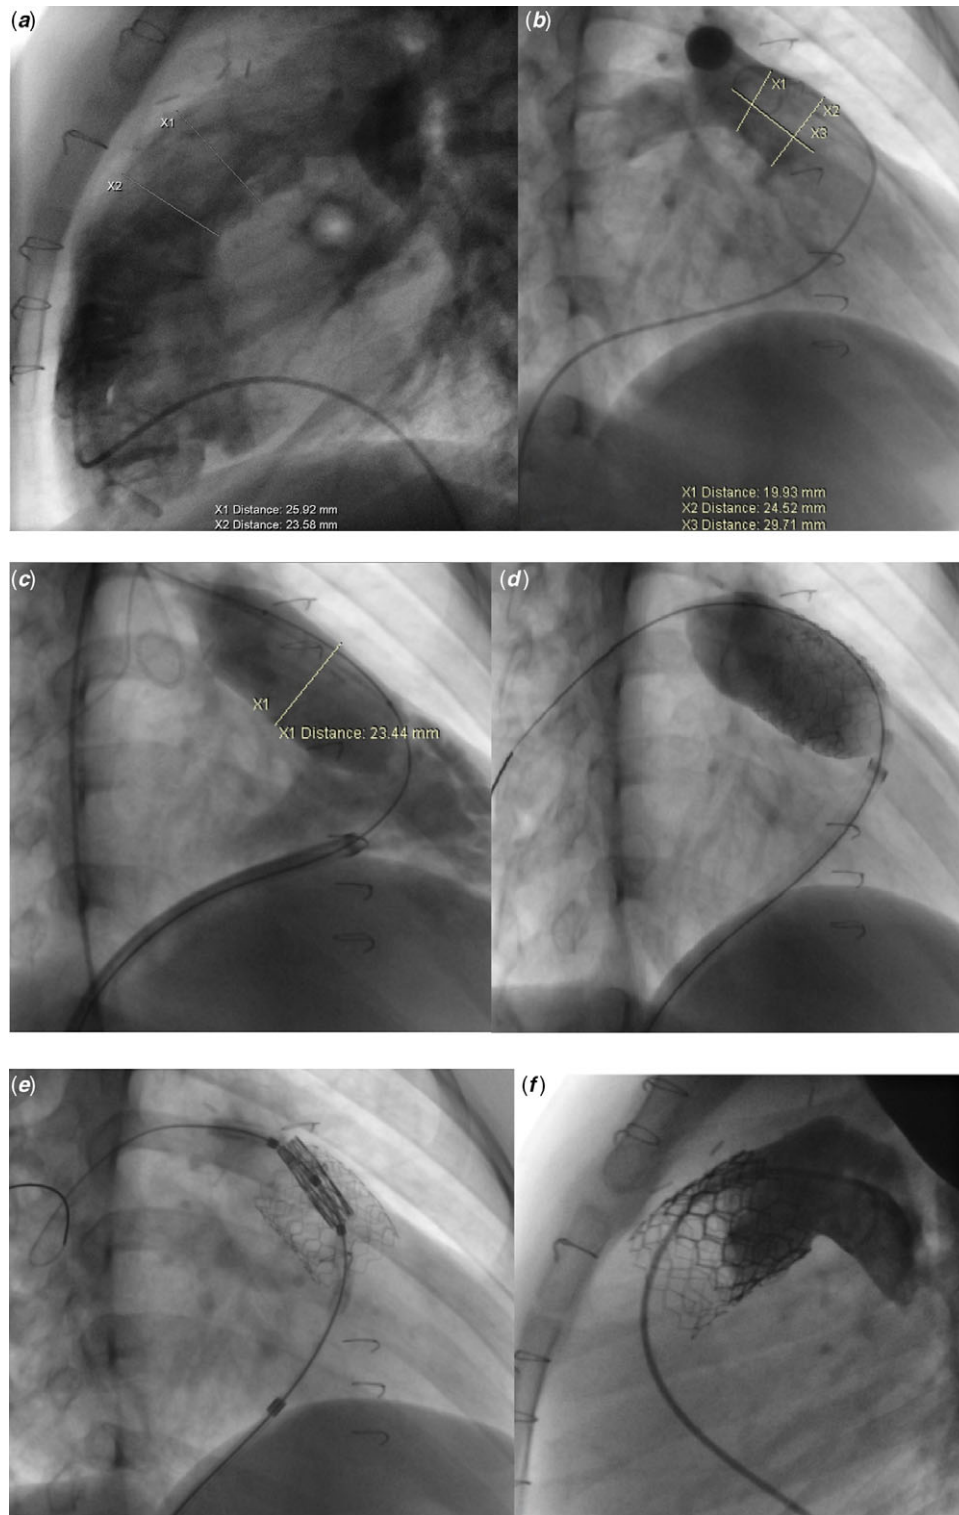 (a)
X1
X2
X1 Distance: 25.92 mm
X2 Distance: 23.58 mm
(b)
X1
X2
X3
X1 Distance: 19.93 mm
X2 Distance: 24.52 mm
X3 Distance: 29.71 mm
(c)
X1
X1 Distance: 23.44 mm
(d)
(e)
(f)